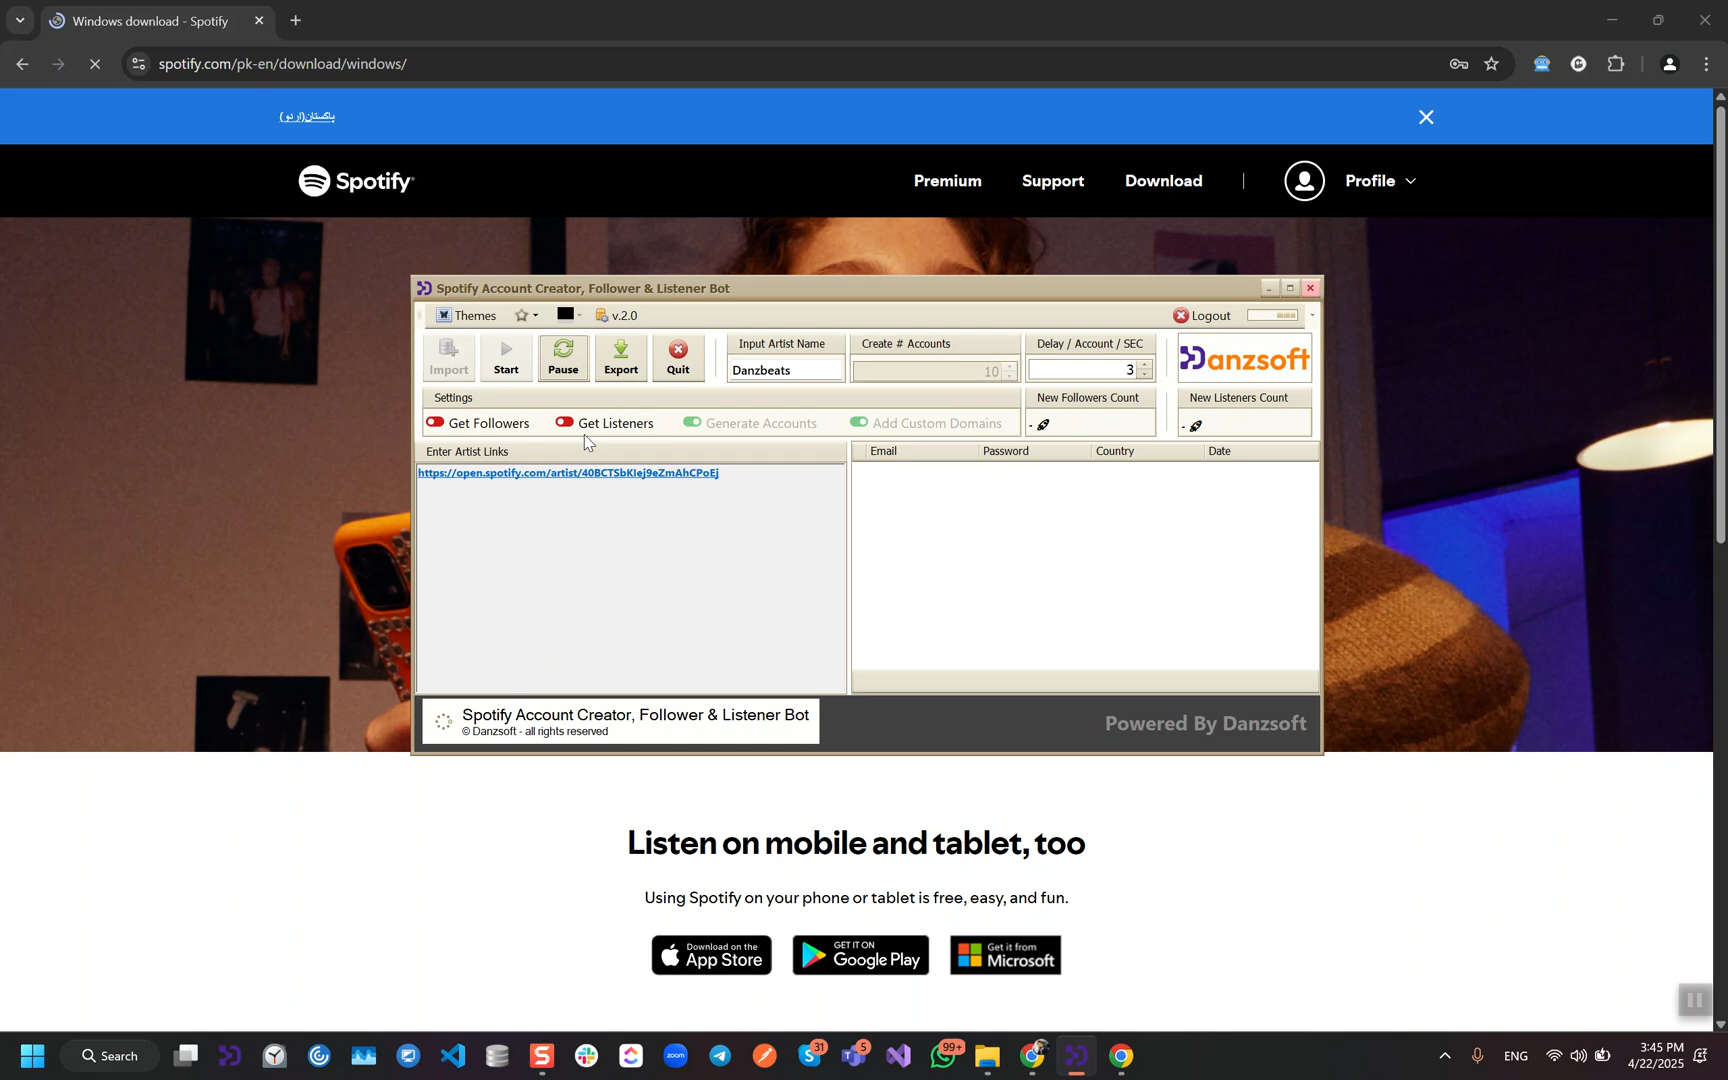 Windows download - Spotify
spotify.com/pk-en/download/windows/
پاکستان(اردو)
Spotify
Premium
Support
Download
Profile
Spotify Account Creator, Follower & Listener Bot
Themes
v.2.0
Logout
Import
Start
Pause
Export
Quit
Input Artist Name
Danzbeats
Create # Accounts
10
Delay / Account / SEC
3
Danzsoft
Settings
Get Followers
Get Listeners
Generate Accounts
Add Custom Domains
New Followers Count
-
New Listeners Count
-
Enter Artist Links
https://open.spotify.com/artist/40BCTSbKIej9eZmAhCPoEj
Email
Password
Country
Date
Spotify Account Creator, Follower & Listener Bot
© Danzsoft - all rights reserved
Powered By Danzsoft
Listen on mobile and tablet, too
Using Spotify on your phone or tablet is free, easy, and fun.
Download on the
App Store
GET IT ON
Google Play
Get it from
Microsoft
Search
zoom
31
5
99+
ENG
3:45 PM
4/22/2025